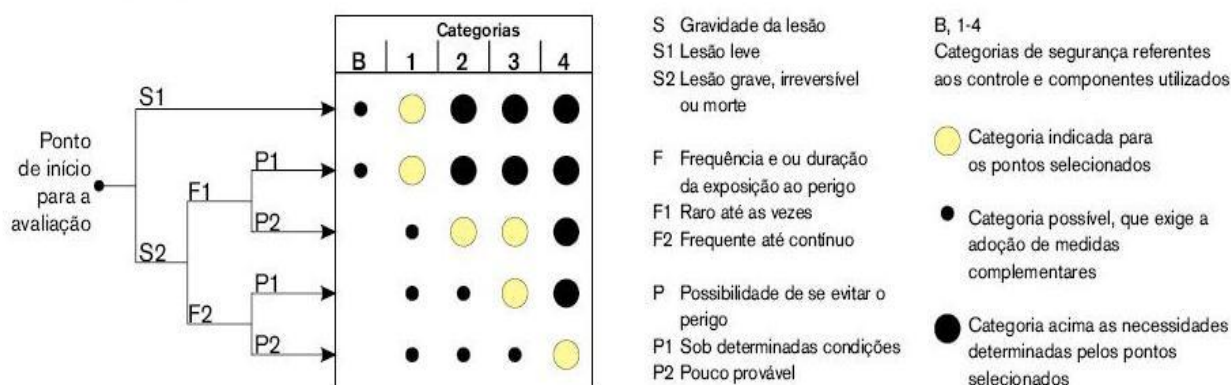 Categorias
B 1 2 3 4
S1
Ponto
de início
para a
avaliação
P1
F1
P2
S2
P1
F2
P2
S Gravidade da lesão
S1 Lesão leve
S2 Lesão grave, irreversível
ou morte
F Frequência e ou duração
da exposição ao perigo
F1 Raro até as vezes
F2 Frequente até contínuo
P Possibilidade de se evitar o
perigo
P1 Sob determinadas condições
P2 Pouco provável
B, 1-4
Categorias de segurança referentes
aos controle e componentes utilizados
Categoria indicada para
os pontos selecionados
Categoria possível, que exige a
adoção de medidas
complementares
Categoria acima as necessidades
determinadas pelos pontos
selecionados